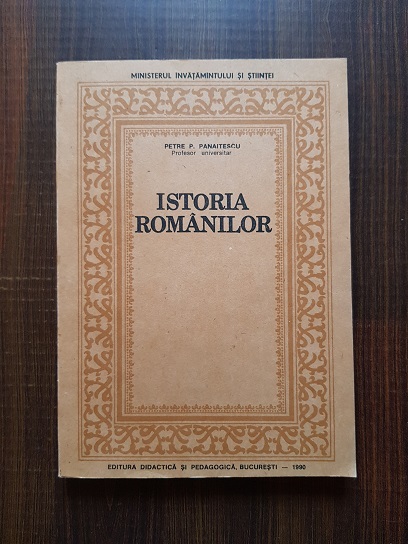 MINISTERUL ÎNVĂȚĂMÎNTULUI ȘI ȘTIINȚEI
PETRE P. PANAITESCU
Profesor universitar
ISTORIA
ROMÂNILOR
EDITURA DIDACTICĂ ȘI PEDAGOGICĂ, BUCUREȘTI — 1990